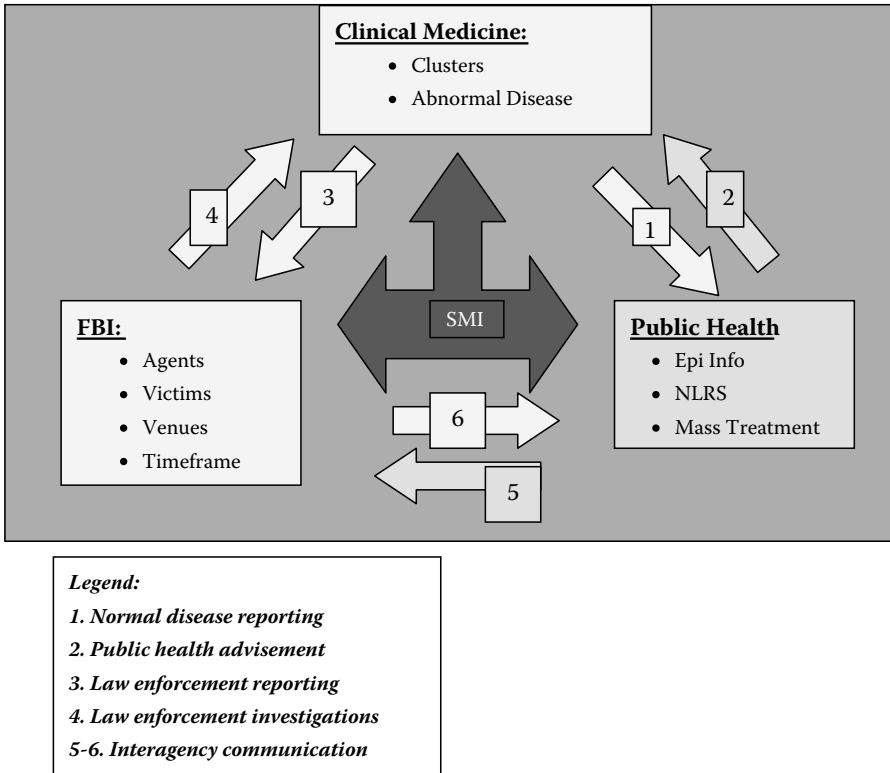 Clinical Medicine:
• Clusters
• Abnormal Disease
4
3
1
2
SMI
FBI:
• Agents
• Victims
• Venues
• Timeframe
Public Health
• Epi Info
• NLRS
• Mass Treatment
6
5
Legend:
1. Normal disease reporting
2. Public health advisement
3. Law enforcement reporting
4. Law enforcement investigations
5-6. Interagency communication